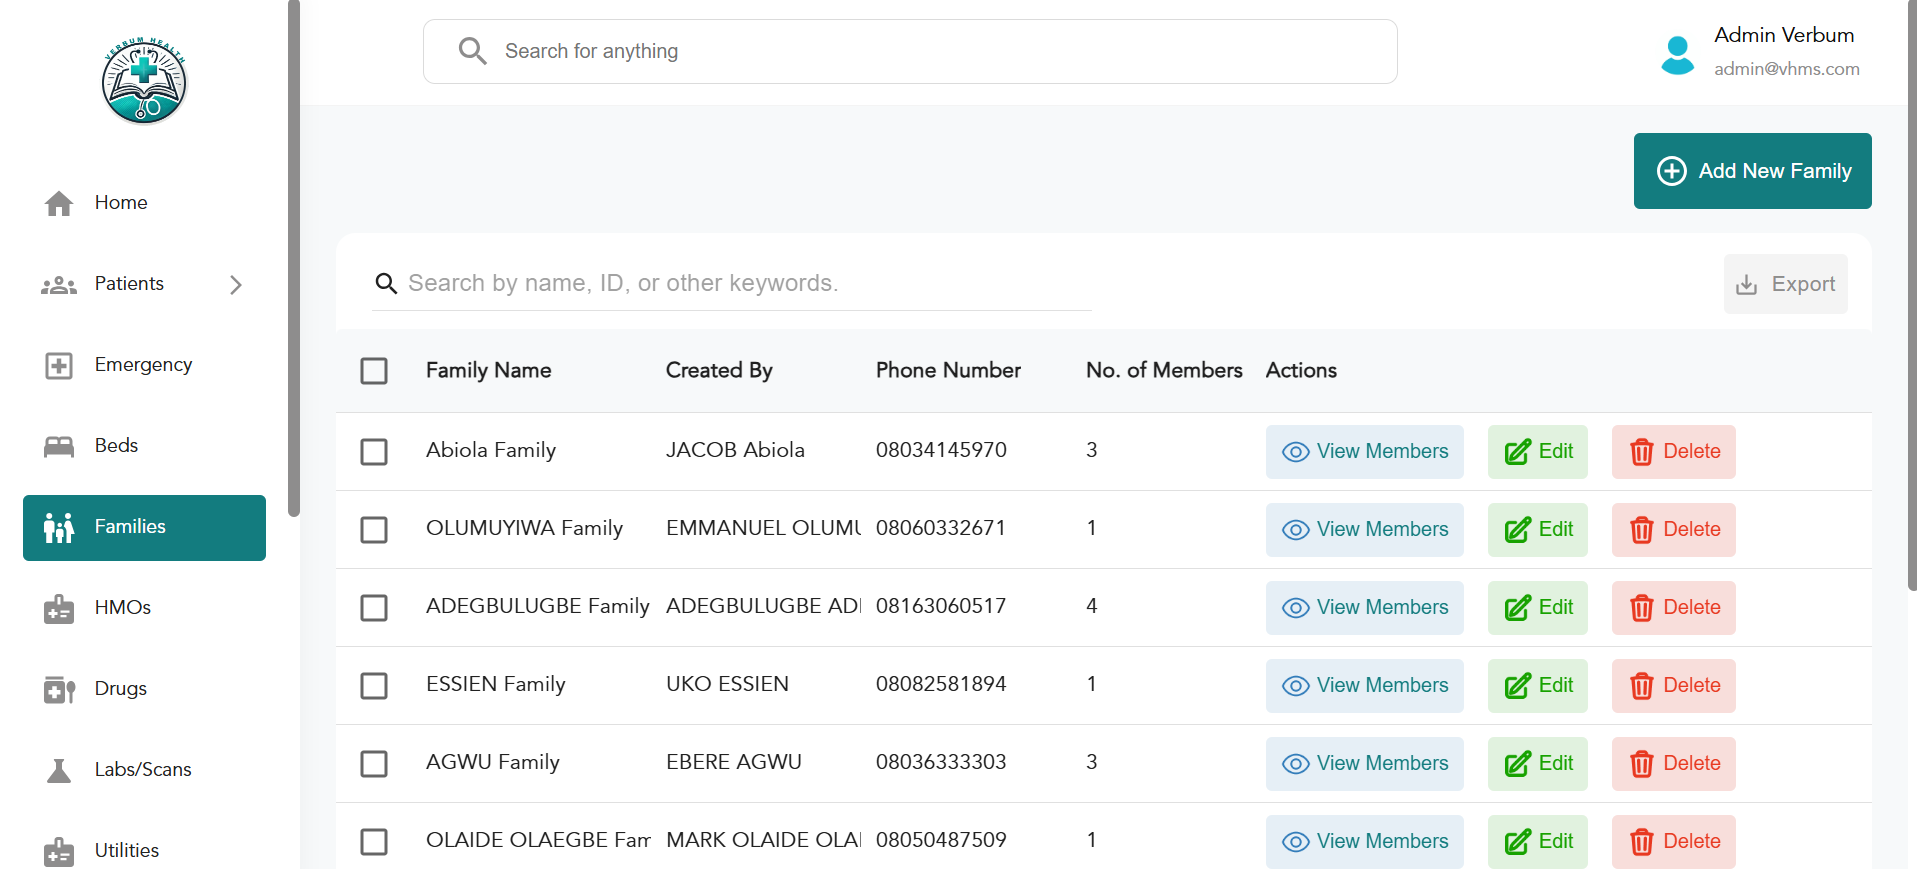 VERBUM HEALTH
Search for anything
Admin Verbum
admin@vhms.com
Home
Patients
Emergency
Beds
Families
HMOs
Drugs
Labs/Scans
Utilities
Add New Family
Search by name, ID, or other keywords.
Export
Family Name Created By Phone Number No. of Members Actions
Abiola Family JACOB Abiola 08034145970 3 View Members Edit Delete
OLUMUYIWA Family EMMANUEL OLUMU 08060332671 1 View Members Edit Delete
ADEGBULUGBE Family ADEGBULUGBE ADE 08163060517 4 View Members Edit Delete
ESSIEN Family UKO ESSIEN 08082581894 1 View Members Edit Delete
AGWU Family EBERE AGWU 08036333303 3 View Members Edit Delete
OLAIDE OLAEGBE Fam MARK OLAIDE OLA 08050487509 1 View Members Edit Delete